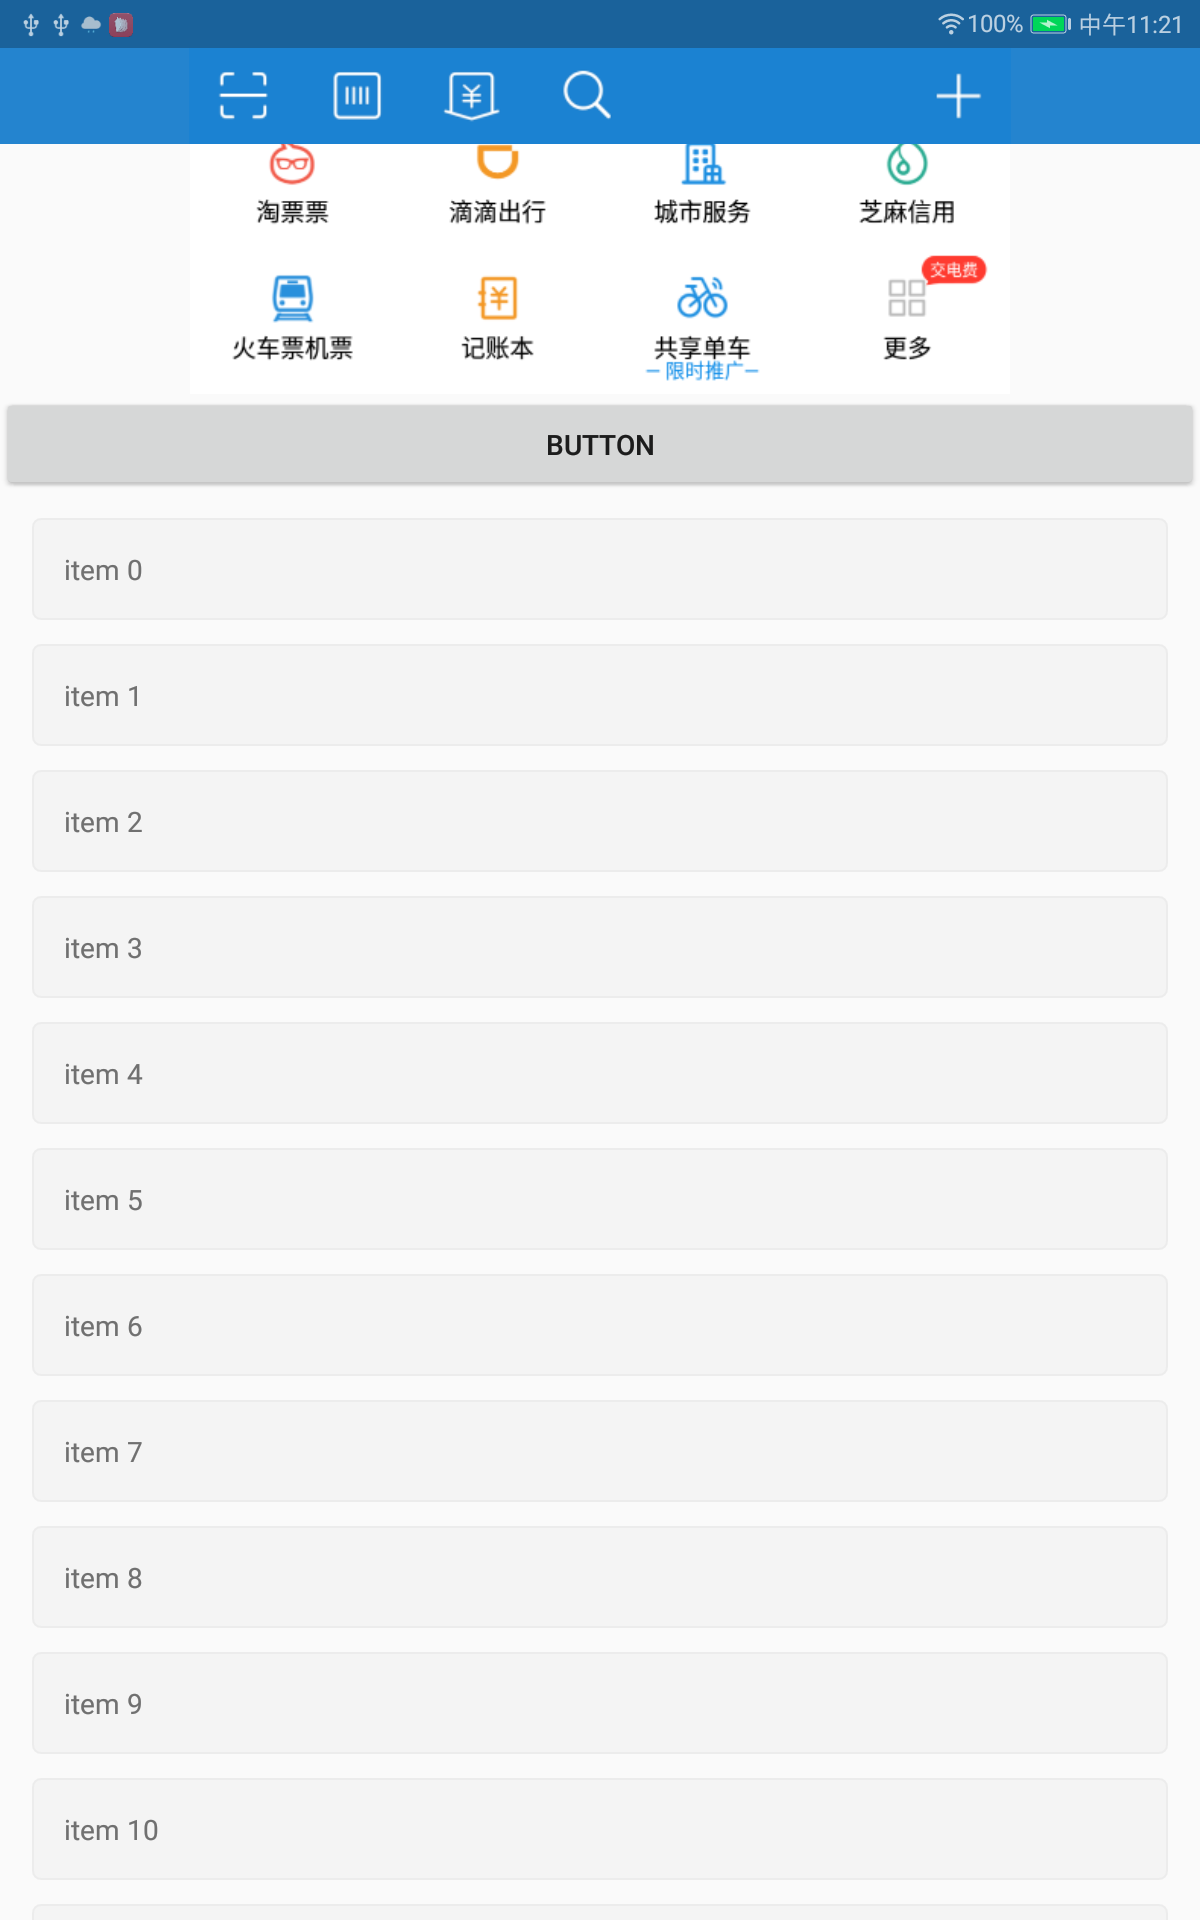 100% 中午11:21
淘票票 滴滴出行 城市服务 芝麻信用
交电费
火车票机票 记账本 共享单车 更多
限时推广
BUTTON
item 0
item 1
item 2
item 3
item 4
item 5
item 6
item 7
item 8
item 9
item 10